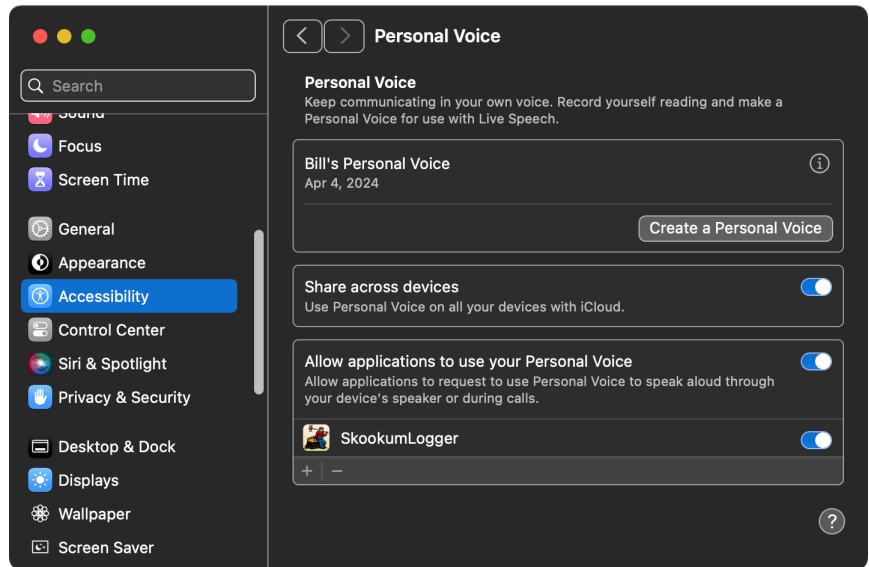 Search
Sound
Focus
Screen Time
General
Appearance
Accessibility
Control Center
Siri & Spotlight
Privacy & Security
Desktop & Dock
Displays
Wallpaper
Screen Saver
Personal Voice
Personal Voice
Keep communicating in your own voice. Record yourself reading and make a
Personal Voice for use with Live Speech.
Bill's Personal Voice
Apr 4, 2024
Create a Personal Voice
Share across devices
Use Personal Voice on all your devices with iCloud.
Allow applications to use your Personal Voice
Allow applications to request to use Personal Voice to speak aloud through
your device's speaker or during calls.
SkookumLogger
+ −
?